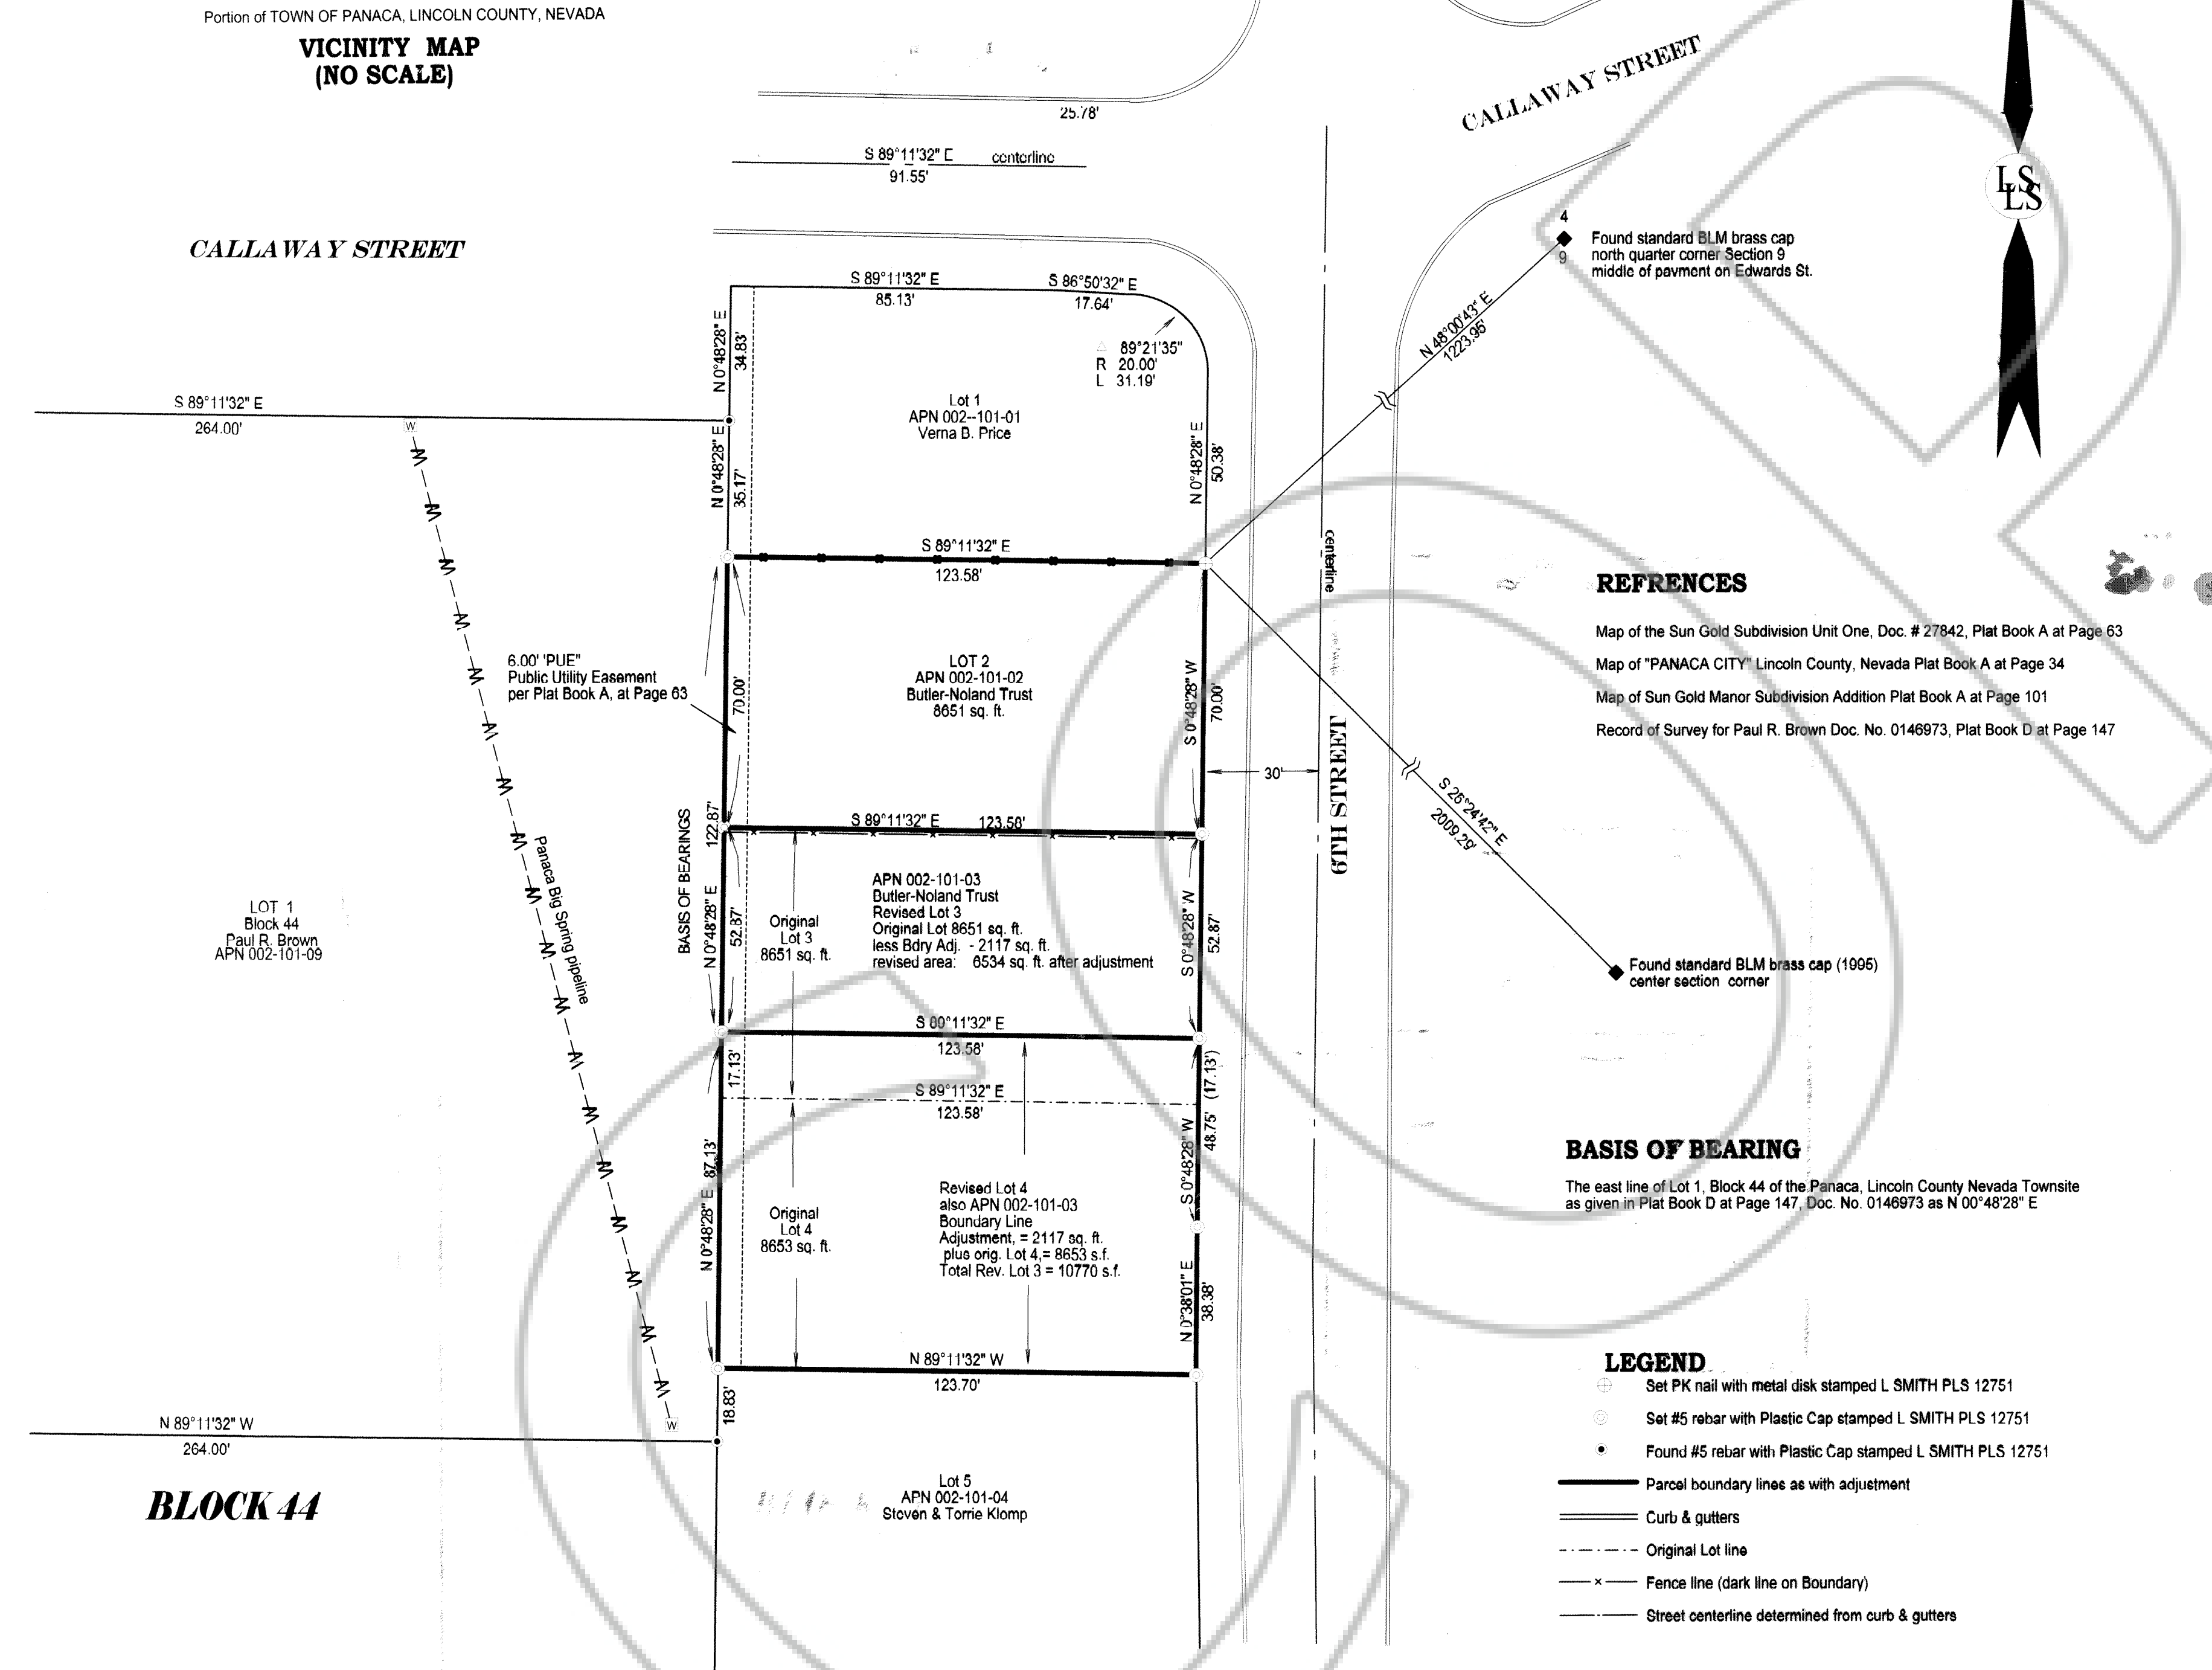 Portion of TOWN OF PANACA, LINCOLN COUNTY, NEVADA
VICINITY MAP
(NO SCALE)
25.78'
CALLAWAY STREET
S 89°11'32" E centerline
91.55'
CALLAWAY STREET
4
9
Found standard BLM brass cap
north quarter corner Section 9
middle of pavment on Edwards St.
LS
LS
S 89°11'32" E
85.13'
S 86°50'32" E
17.64'
△ 89°21'35"
R 20.00'
L 31.19'
N 0°48'28" E
34.83'
N 48°00'43" E
1223.95'
S 89°11'32" E
264.00'
W
Lot 1
APN 002--101-01
Verna B. Price
N 0°48'28" E
35.17'
N 0°48'28" E
50.38'
S 89°11'32" E
123.58'
centerline
REFRENCES
Map of the Sun Gold Subdivision Unit One, Doc. # 27842, Plat Book A at Page 63
Map of "PANACA CITY" Lincoln County, Nevada Plat Book A at Page 34
Map of Sun Gold Manor Subdivision Addition Plat Book A at Page 101
Record of Survey for Paul R. Brown Doc. No. 0146973, Plat Book D at Page 147
6.00' 'PUE"
Public Utility Easement
per Plat Book A, at Page 63
70.00'
LOT 2
APN 002-101-02
Butler-Noland Trust
8651 sq. ft.
S 0°48'28" W
70.00'
30'
6TH STREET
S 26°24'42" E
2009.29'
S 89°11'32" E 123.58'
BASIS OF BEARINGS
N 0°48'28" E 122.87'
52.87'
Panaca Big Spring pipeline
Original
Lot 3
8651 sq. ft.
APN 002-101-03
Butler-Noland Trust
Revised Lot 3
Original Lot 8651 sq. ft.
less Bdry Adj. - 2117 sq. ft.
revised area: 6534 sq. ft. after adjustment
S 0°48'28" W
52.87'
LOT 1
Block 44
Paul R. Brown
APN 002-101-09
Found standard BLM brass cap (1995)
center section corner
S 89°11'32" E
123.58'
17.13'
(17.13')
S 89°11'32" E
123.58'
N 0°48'28" E 87.13'
Original
Lot 4
8653 sq. ft.
Revised Lot 4
also APN 002-101-03
Boundary Line
Adjustment, = 2117 sq. ft.
plus orig. Lot 4,= 8653 s.f.
Total Rev. Lot 3 = 10770 s.f.
S 0°48'28" W
48.75'
N 0°38'01" E
38.38'
BASIS OF BEARING
The east line of Lot 1, Block 44 of the Panaca, Lincoln County Nevada Townsite
as given in Plat Book D at Page 147, Doc. No. 0146973 as N 00°48'28" E
N 89°11'32" W
123.70'
18.83'
W
N 89°11'32" W
264.00'
BLOCK 44
Lot 5
APN 002-101-04
Steven & Torrie Klomp
LEGEND
Set PK nail with metal disk stamped L SMITH PLS 12751
Set #5 rebar with Plastic Cap stamped L SMITH PLS 12751
Found #5 rebar with Plastic Cap stamped L SMITH PLS 12751
Parcel boundary lines as with adjustment
Curb & gutters
Original Lot line
Fence line (dark line on Boundary)
Street centerline determined from curb & gutters